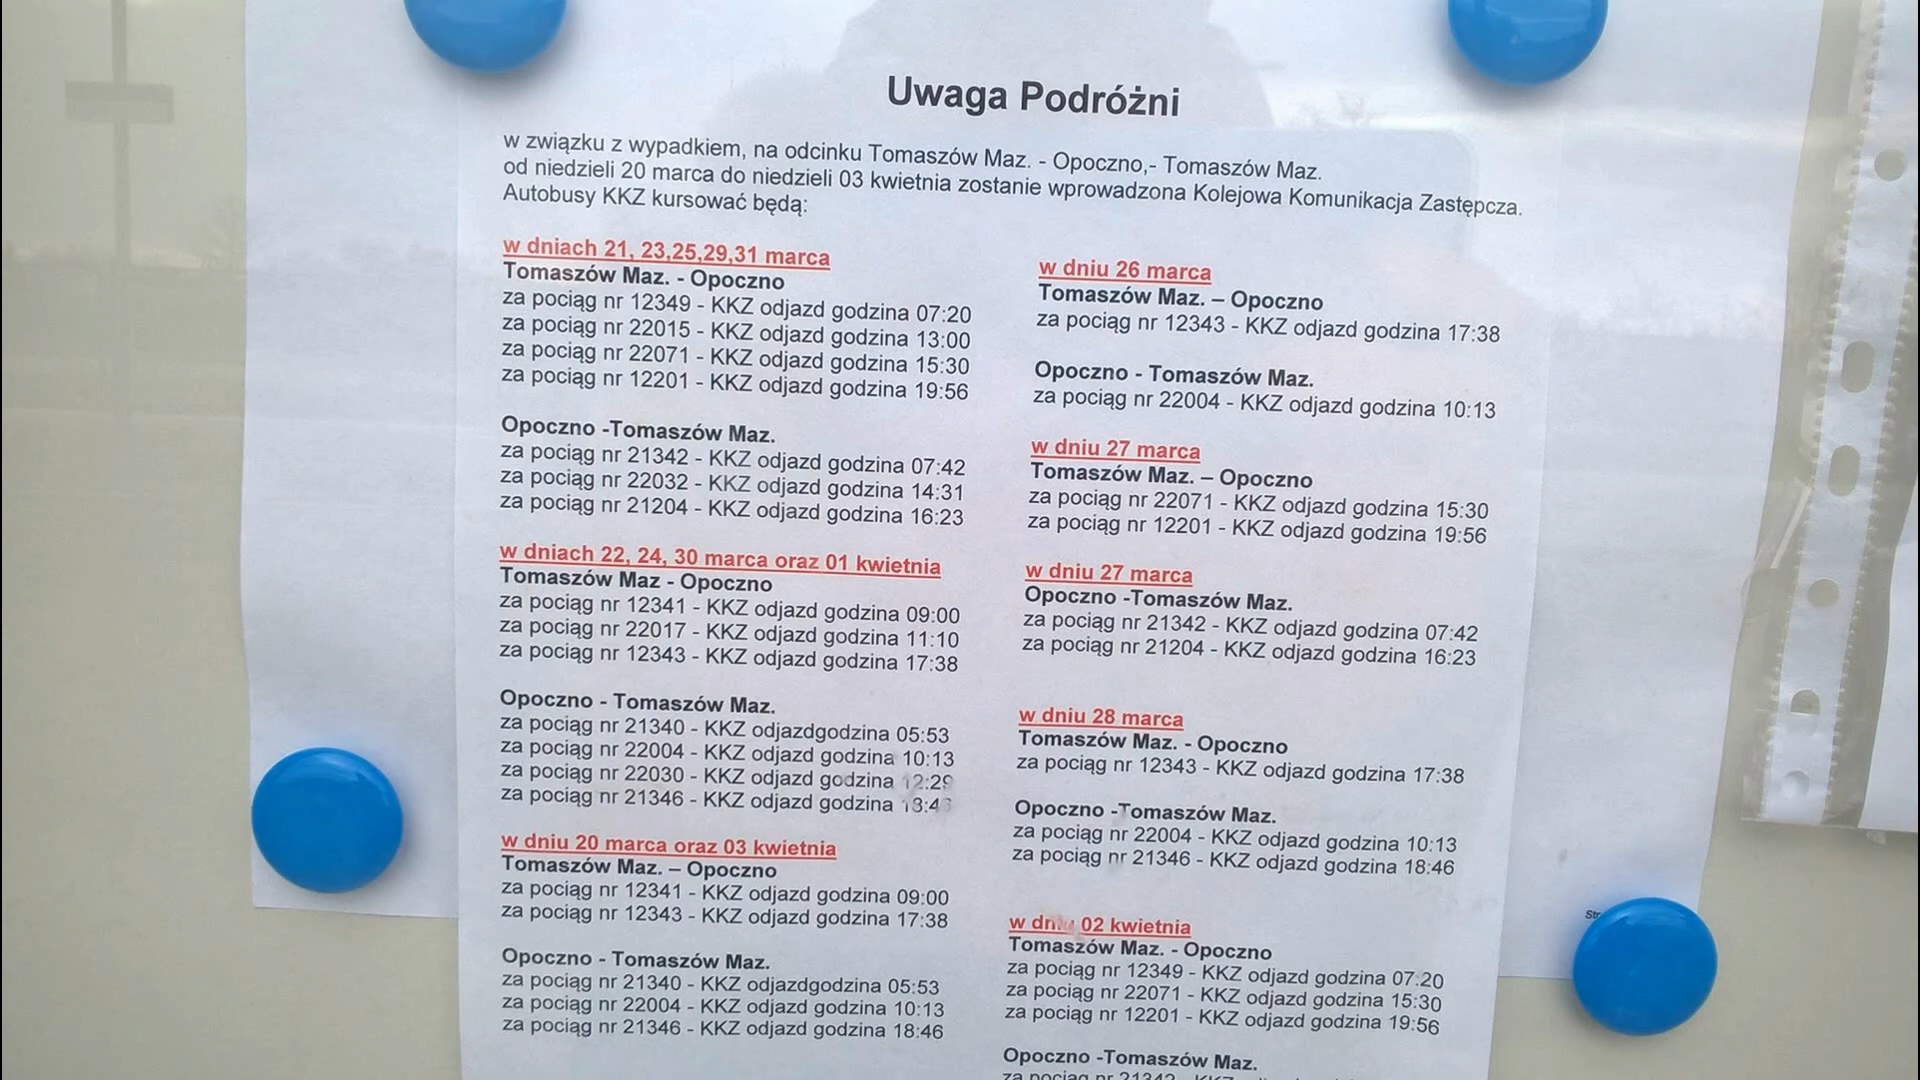 Uwaga Podróżni
w związku z wypadkiem, na odcinku Tomaszów Maz. - Opoczno,- Tomaszów Maz.
od niedzieli 20 marca do niedzieli 03 kwietnia zostanie wprowadzona Kolejowa Komunikacja Zastępcza.
Autobusy KKZ kursować będą:
w dniach 21, 23,25,29,31 marca
Tomaszów Maz. - Opoczno
za pociąg nr 12349 - KKZ odjazd godzina 07:20
za pociąg nr 22015 - KKZ odjazd godzina 13:00
za pociąg nr 22071 - KKZ odjazd godzina 15:30
za pociąg nr 12201 - KKZ odjazd godzina 19:56
Opoczno -Tomaszów Maz.
za pociąg nr 21342 - KKZ odjazd godzina 07:42
za pociąg nr 22032 - KKZ odjazd godzina 14:31
za pociąg nr 21204 - KKZ odjazd godzina 16:23
w dniach 22, 24, 30 marca oraz 01 kwietnia
Tomaszów Maz - Opoczno
za pociąg nr 12341 - KKZ odjazd godzina 09:00
za pociąg nr 22017 - KKZ odjazd godzina 11:10
za pociąg nr 12343 - KKZ odjazd godzina 17:38
Opoczno - Tomaszów Maz.
za pociąg nr 21340 - KKZ odjazdgodzina 05:53
za pociąg nr 22004 - KKZ odjazd godzina 10:13
za pociąg nr 22030 - KKZ odjazd godzina 12:29
za pociąg nr 21346 - KKZ odjazd godzina
w dniu 20 marca oraz 03 kwietnia
Tomaszów Maz. – Opoczno
za pociąg nr 12341 - KKZ odjazd godzina 09:00
za pociąg nr 12343 - KKZ odjazd godzina 17:38
Opoczno - Tomaszów Maz.
za pociąg nr 21340 - KKZ odjazdgodzina 05:53
za pociąg nr 22004 - KKZ odjazd godzina 10:13
za pociąg nr 21346 - KKZ odjazd godzina 18:46
w dniu 26 marca
Tomaszów Maz. – Opoczno
za pociąg nr 12343 - KKZ odjazd godzina 17:38
Opoczno - Tomaszów Maz.
za pociąg nr 22004 - KKZ odjazd godzina 10:13
w dniu 27 marca
Tomaszów Maz. – Opoczno
za pociąg nr 22071 - KKZ odjazd godzina 15:30
za pociąg nr 12201 - KKZ odjazd godzina 19:56
w dniu 27 marca
Opoczno -Tomaszów Maz.
za pociąg nr 21342 - KKZ odjazd godzina 07:42
za pociąg nr 21204 - KKZ odjazd godzina 16:23
w dniu 28 marca
Tomaszów Maz. - Opoczno
za pociąg nr 12343 - KKZ odjazd godzina 17:38
Opoczno -Tomaszów Maz.
za pociąg nr 22004 - KKZ odjazd godzina 10:13
za pociąg nr 21346 - KKZ odjazd godzina 18:46
w dniu 02 kwietnia
Tomaszów Maz. - Opoczno
za pociąg nr 12349 - KKZ odjazd godzina 07:20
za pociąg nr 22071 - KKZ odjazd godzina 15:30
za pociąg nr 12201 - KKZ odjazd godzina 19:56
Opoczno -Tomaszów Maz.
za pociąg nr 21342 - KKZ odjazd godzina